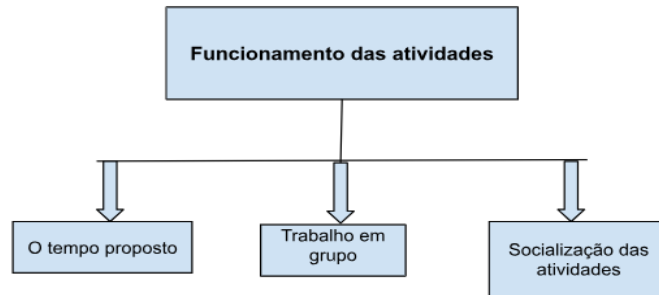 Funcionamento das atividades
O tempo proposto
Trabalho em
grupo
Socialização das
atividades